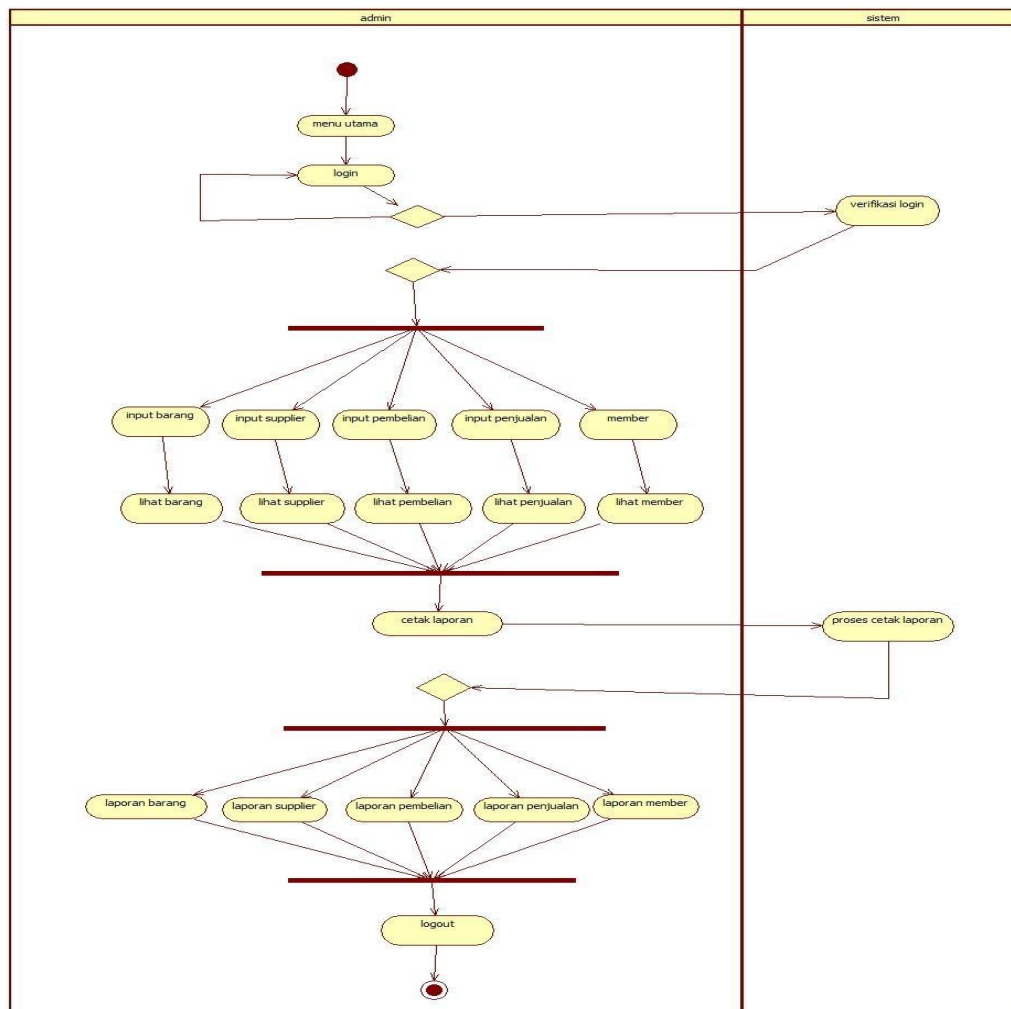 admin
sistem
menu utama
login
verifikasi login
input barang
input supplier
input pembelian
input penjualan
member
lihat barang
lihat supplier
lihat pembelian
lihat penjualan
lihat member
cetak laporan
proses cetak laporan
laporan barang
laporan supplier
laporan pembelian
laporan penjualan
laporan member
logout